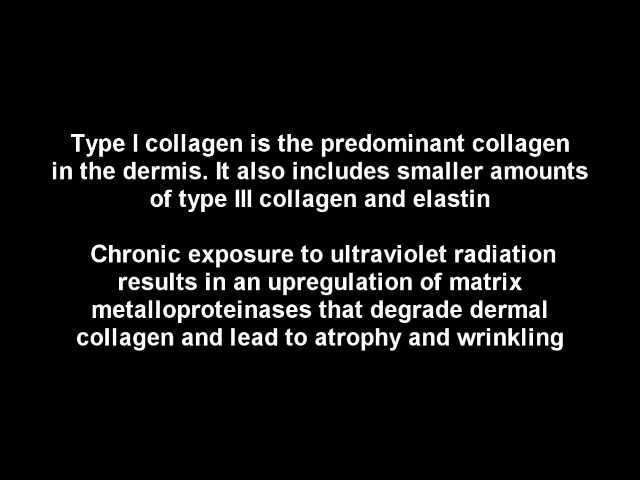 Type I collagen is the predominant collagen
in the dermis. It also includes smaller amounts
of type III collagen and elastin
Chronic exposure to ultraviolet radiation
results in an upregulation of matrix
metalloproteinases that degrade dermal
collagen and lead to atrophy and wrinkling